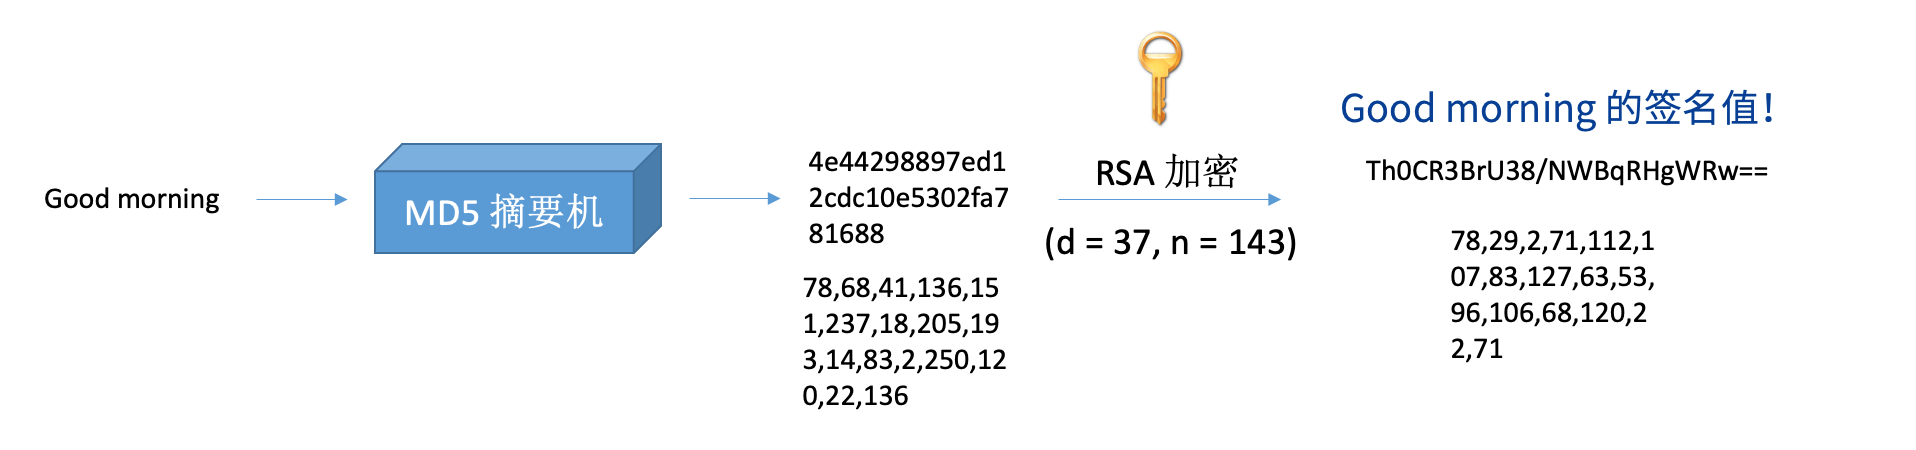 Good morning
MD5 摘要机
4e44298897ed1
2cdc10e5302fa7
81688
78,68,41,136,15
1,237,18,205,19
3,14,83,2,250,12
0,22,136
RSA 加密
(d = 37, n = 143)
Good morning 的签名值！
Th0CR3BrU38/NWBqRHgWRw==
78,29,2,71,112,1
07,83,127,63,53,
96,106,68,120,2
2,71